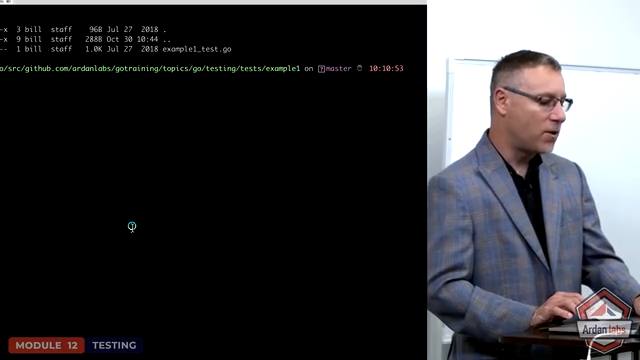 -x 3 bill staff 96B Jul 27 2018 .
-x 9 bill staff 288B Oct 30 10:44 ..
-- 1 bill staff 1.0K Jul 27 2018 example1_test.go
o/src/github.com/ardanlabs/gotraining/topics/go/testing/tests/example1 on master 10:10:53
MODULE 12 TESTING
Ardan labs